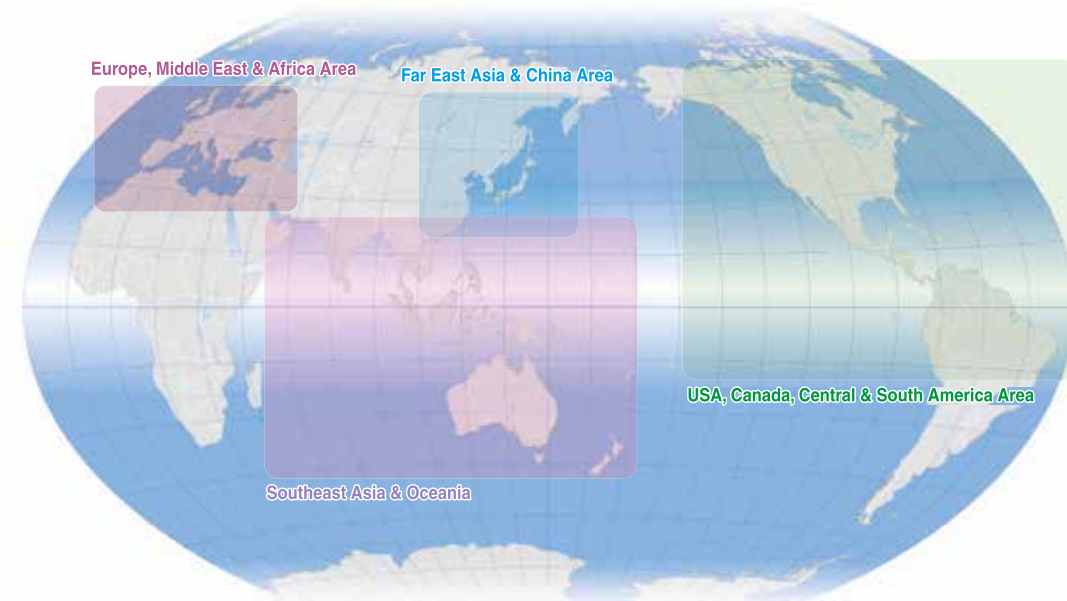 Europe, Middle East & Africa Area
Far East Asia & China Area
USA, Canada, Central & South America Area
Southeast Asia & Oceania